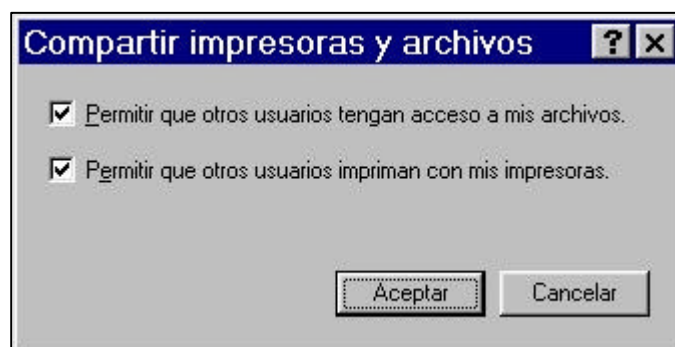 Compartir impresoras y archivos ? ×
Permitir que otros usuarios tengan acceso a mis archivos.
Permitir que otros usuarios impriman con mis impresoras.
Aceptar Cancelar